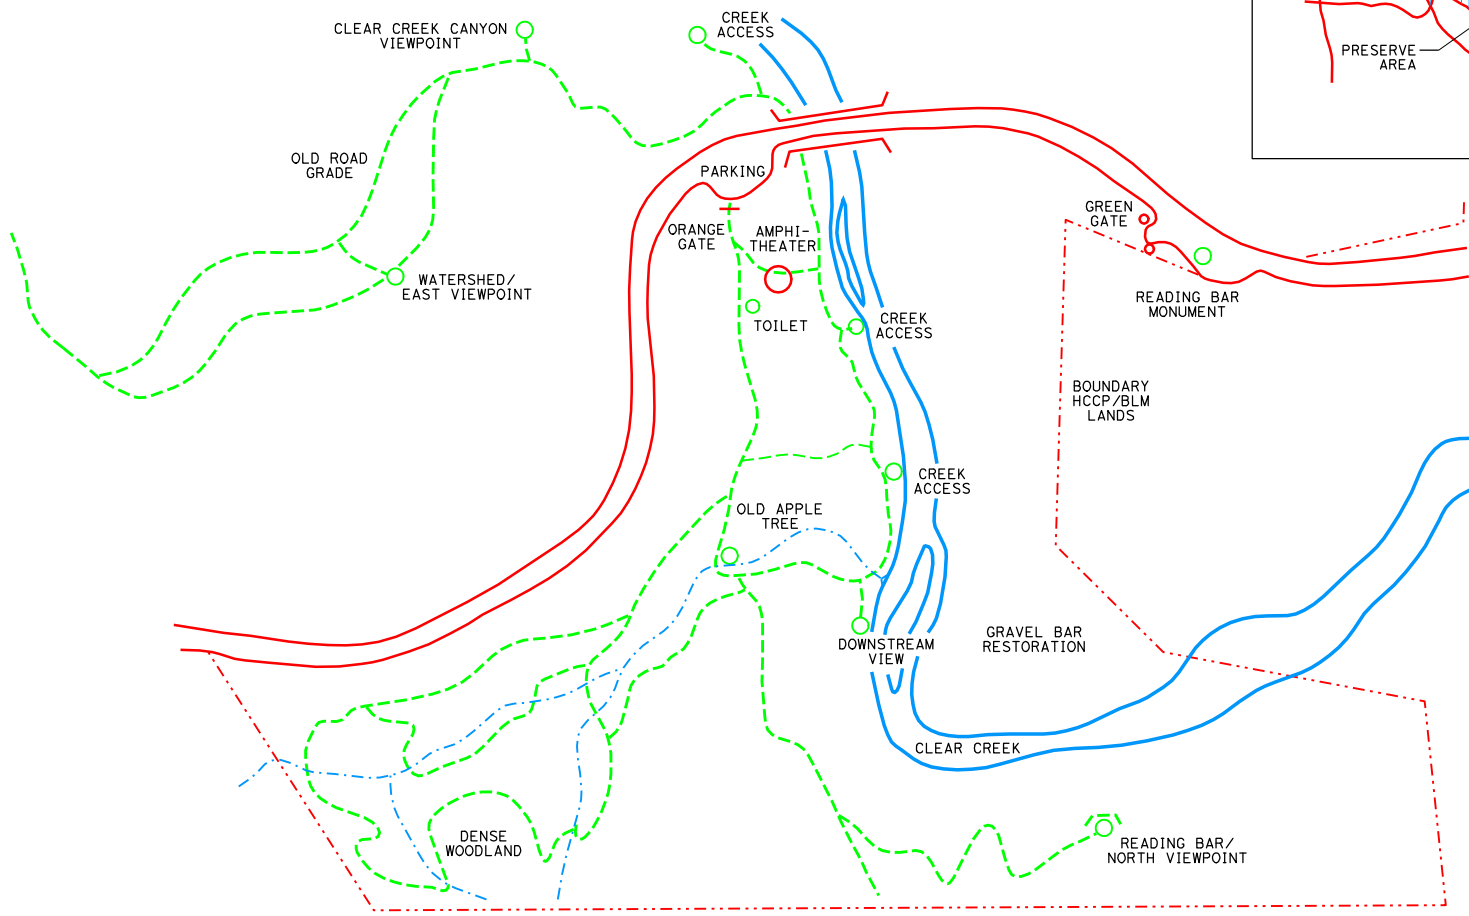 CLEAR CREEK CANYON
VIEWPOINT
CREEK
ACCESS
PRESERVE
AREA
OLD ROAD
GRADE
PARKING
ORANGE
GATE
AMPHI-
THEATER
GREEN
GATE
WATERSHED/
EAST VIEWPOINT
TOILET
CREEK
ACCESS
READING BAR
MONUMENT
BOUNDARY
HCCP/BLM
LANDS
CREEK
ACCESS
OLD APPLE
TREE
DOWNSTREAM
VIEW
GRAVEL BAR
RESTORATION
CLEAR CREEK
DENSE
WOODLAND
READING BAR/
NORTH VIEWPOINT